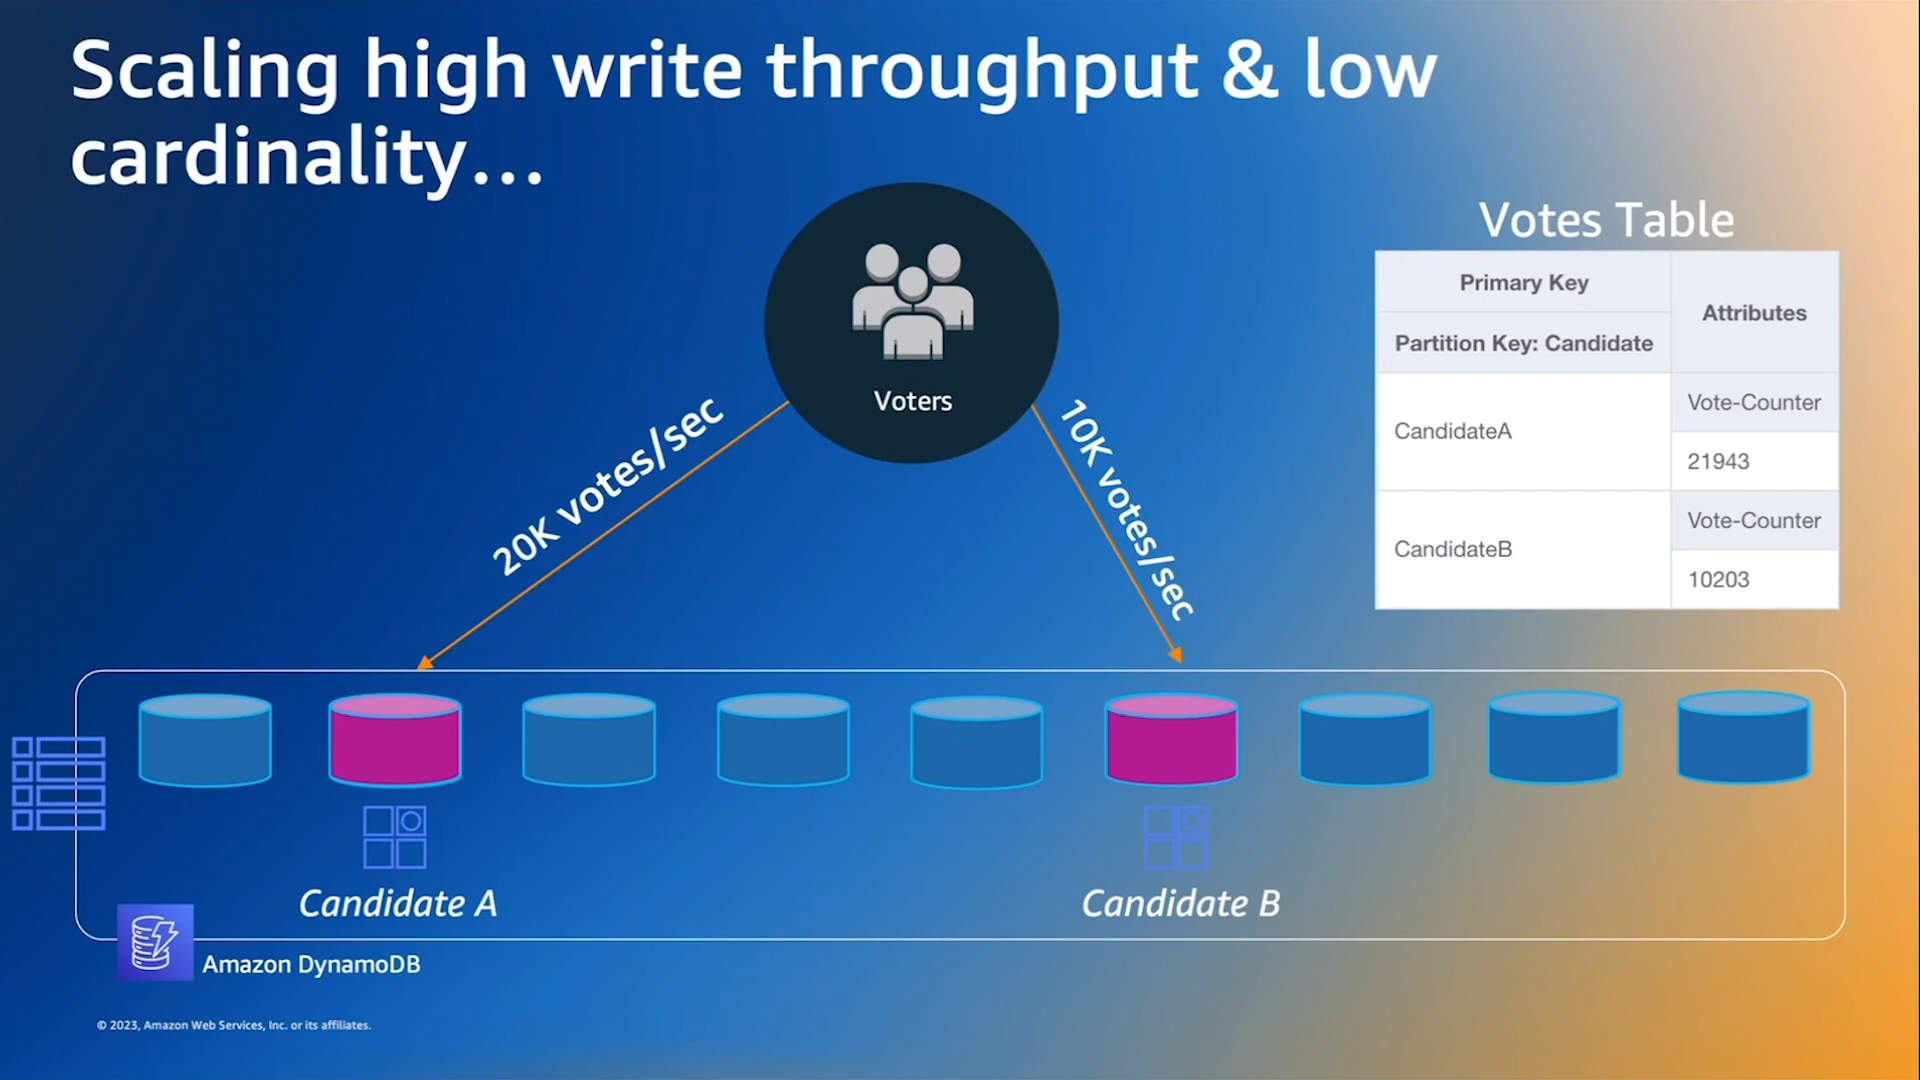 Scaling high write throughput & low
cardinality...
Voters
20K votes/sec
10K votes/sec
Votes Table
Primary Key
Attributes
Partition Key: Candidate
CandidateA
Vote-Counter
21943
CandidateB
Vote-Counter
10203
Candidate A
Candidate B
Amazon DynamoDB
© 2023, Amazon Web Services, Inc. or its affiliates.